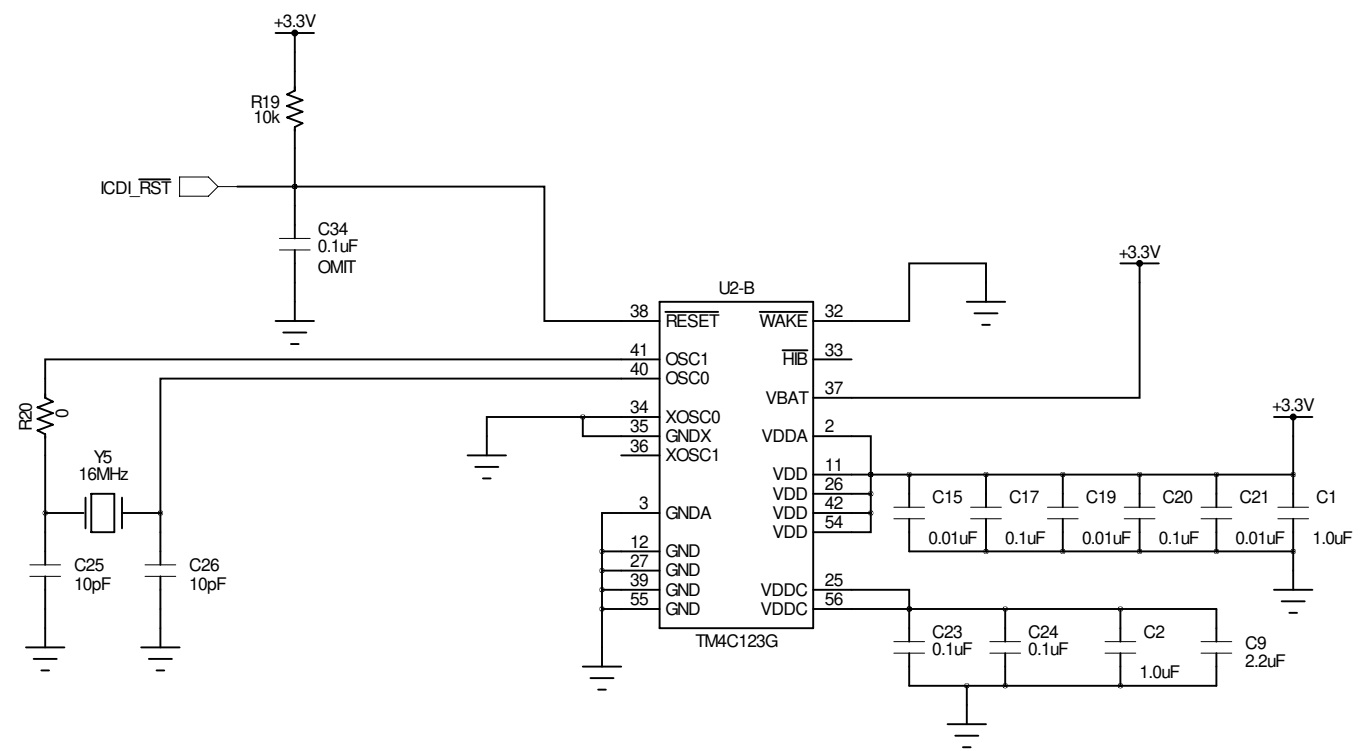 +3.3V
R19
10k
ICDI_RST
C34
0.1uF
OMIT
+3.3V
U2-B
38 RESET WAKE 32
41 OSC1 HIB 33
40 OSC0
VBAT 37
34 XOSC0
35 GNDX VDDA 2
36 XOSC1
+3.3V
R20
0
Y5
16MHz
VDD 11
VDD 26
3 GNDA VDD 42
VDD 54
C15 C17 C19 C20 C21 C1
0.01uF 0.1uF 0.01uF 0.1uF 0.01uF 1.0uF
12 GND
27 GND
39 GND VDDC 25
55 GND VDDC 56
C25
10pF
C26
10pF
TM4C123G
C23
0.1uF
C24
0.1uF
C2
1.0uF
C9
2.2uF